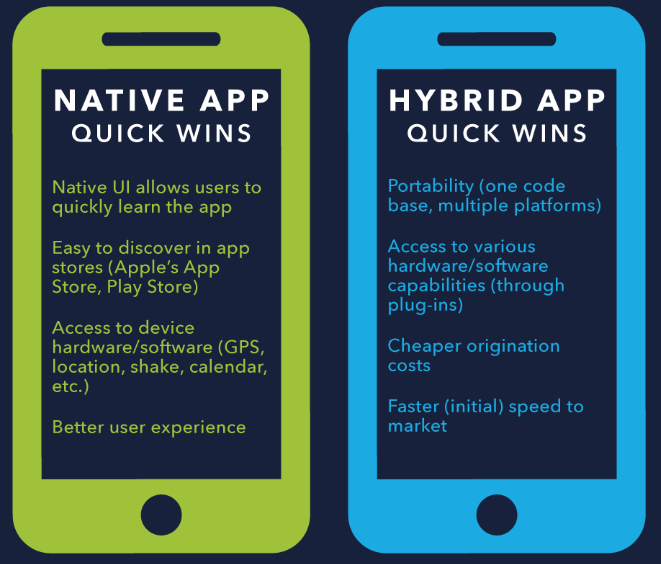 NATIVE APP
QUICK WINS
Native UI allows users to
quickly learn the app
Easy to discover in app
stores (Apple’s App
Store, Play Store)
Access to device
hardware/software (GPS,
location, shake, calendar,
etc.)
Better user experience
HYBRID APP
QUICK WINS
Portability (one code
base, multiple platforms)
Access to various
hardware/software
capabilities (through
plug-ins)
Cheaper origination
costs
Faster (initial) speed to
market